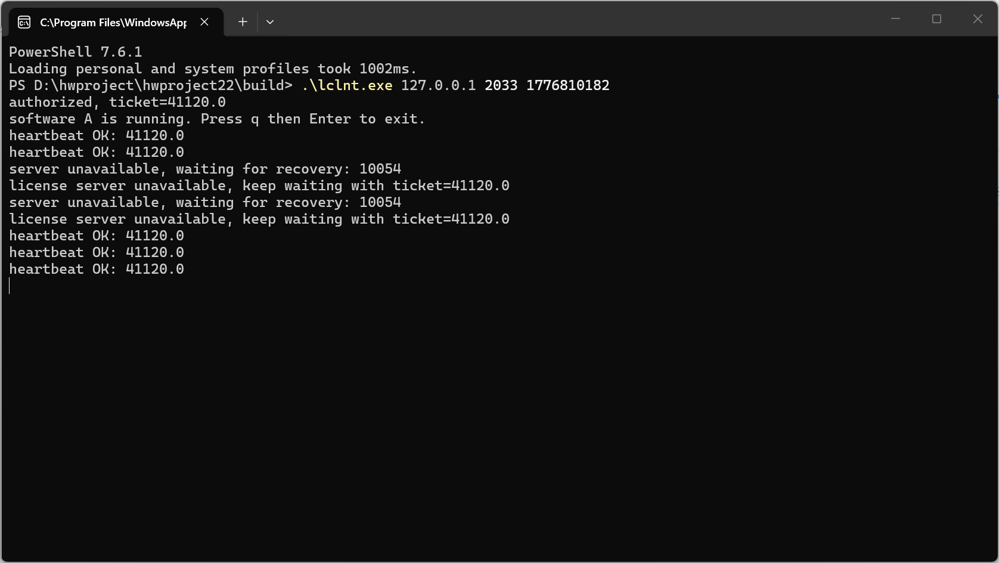 C:\Program Files\WindowsApp
PowerShell 7.6.1
Loading personal and system profiles took 1002ms.
PS D:\hwproject\hwproject22\build> .\lclnt.exe 127.0.0.1 2033 1776810182
authorized, ticket=41120.0
software A is running. Press q then Enter to exit.
heartbeat OK: 41120.0
heartbeat OK: 41120.0
server unavailable, waiting for recovery: 10054
license server unavailable, keep waiting with ticket=41120.0
server unavailable, waiting for recovery: 10054
license server unavailable, keep waiting with ticket=41120.0
heartbeat OK: 41120.0
heartbeat OK: 41120.0
heartbeat OK: 41120.0